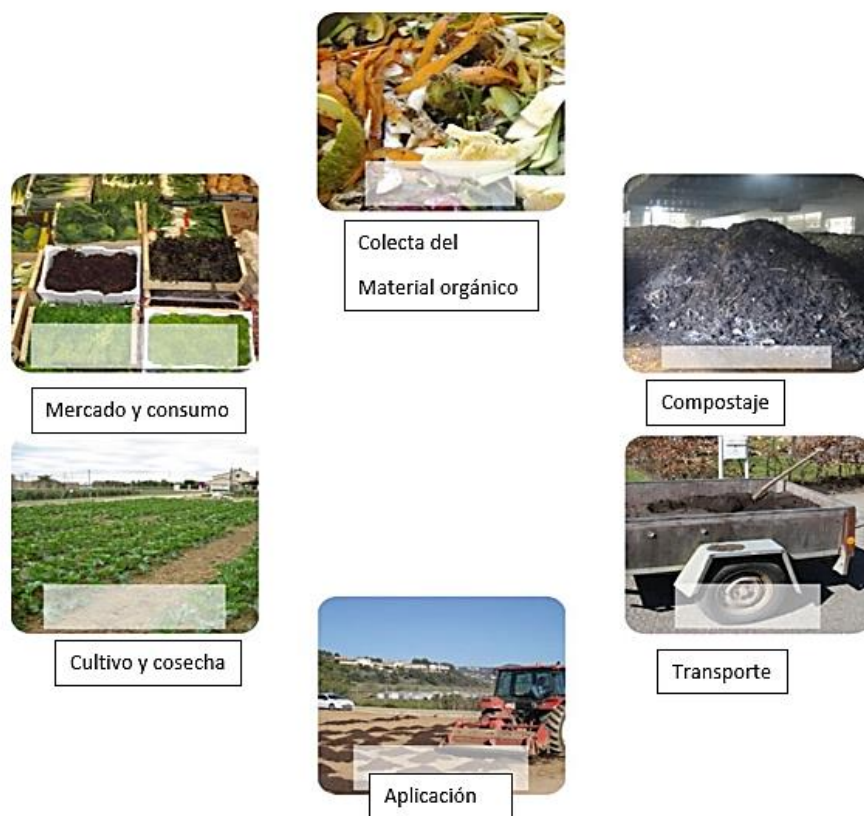 Colecta del
Material orgánico
Compostaje
Transporte
Aplicación
Cultivo y cosecha
Mercado y consumo